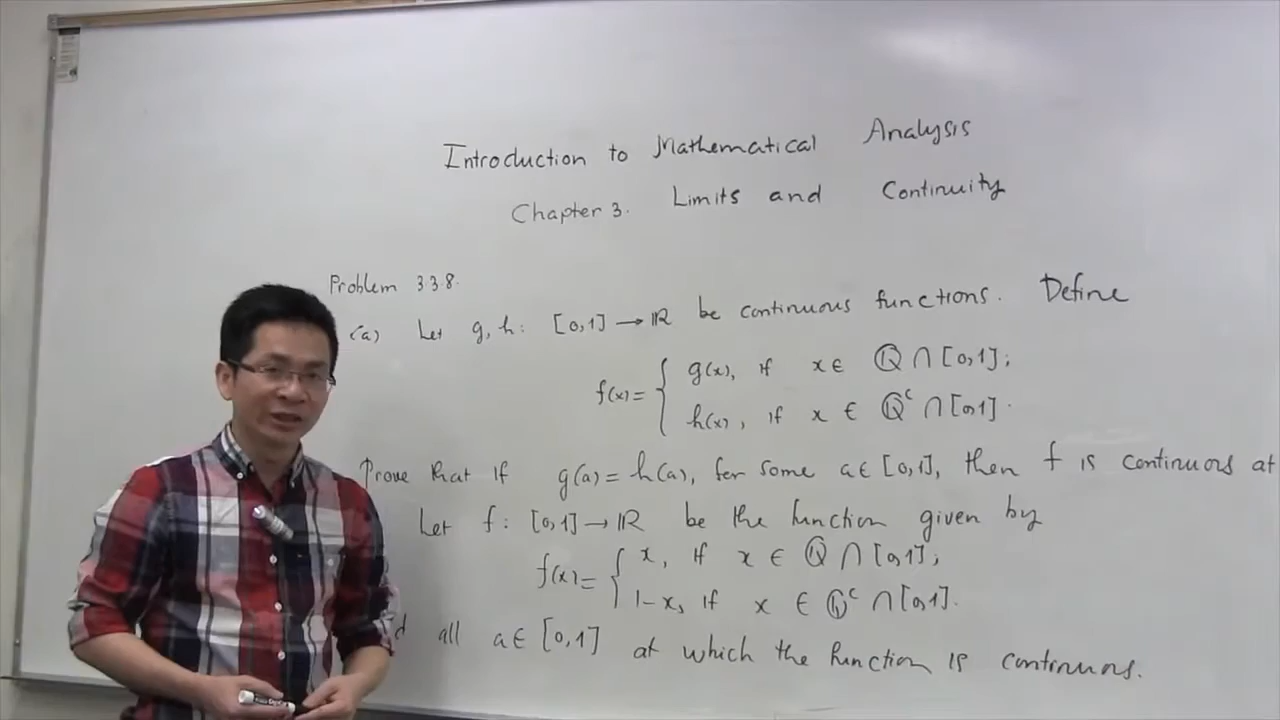 Introduction to Mathematical Analysis
Chapter 3. Limits and Continuity
Problem 3.3.8.
(a) Let g, h: [0,1] → ℝ be continuous functions. Define
f(x) = { g(x), if x ∈ ℚ ∩ [0,1];
h(x), if x ∈ ℚᶜ ∩ [0,1].
Prove that if g(a) = h(a), for some a ∈ [0,1], then f is continuous at
Let f: [0,1] → ℝ be the function given by
f(x) = { x, if x ∈ ℚ ∩ [0,1];
1-x, if x ∈ ℚᶜ ∩ [0,1].
all a ∈ [0,1] at which the function is continuous.